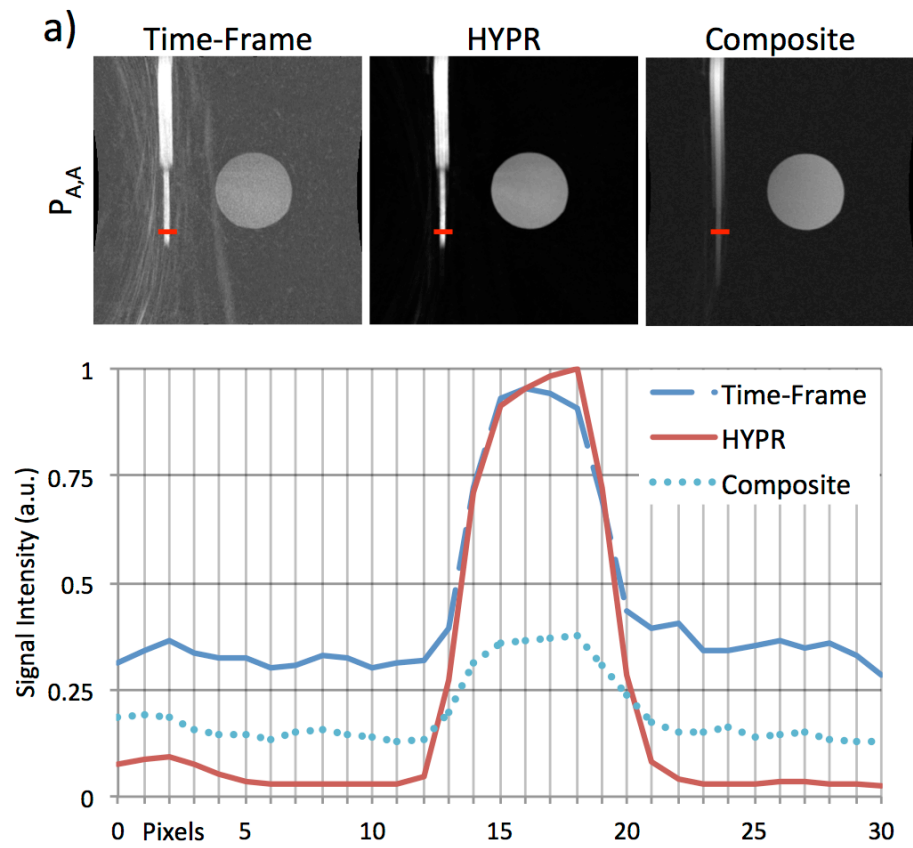 a)
Time-Frame HYPR Composite
P_A,A
1
0.75
0.5
0.25
0
Signal Intensity (a.u.)
Time-Frame
HYPR
Composite
0 Pixels 5 10 15 20 25 30